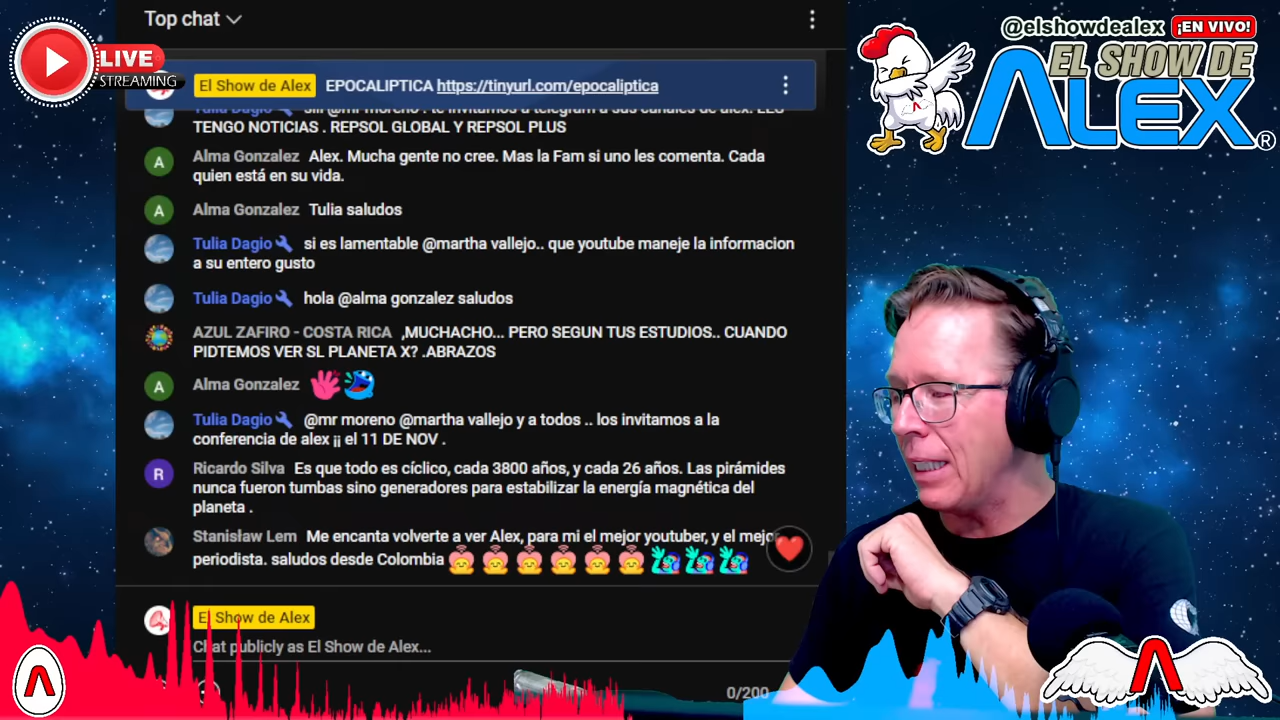 Top chat
LIVE
STREAMING
@elshowdealex ¡EN VIVO!
EL SHOW DE
ALEX®
El Show de Alex EPOCALIPTICA https://tinyurl.com/epocaliptica
Tulia Dagio
TENGO NOTICIAS . REPSOL GLOBAL Y REPSOL PLUS
A Alma Gonzalez Alex. Mucha gente no cree. Mas la Fam si uno les comenta. Cada
quien está en su vida.
A Alma Gonzalez Tulia saludos
Tulia Dagio si es lamentable @martha vallejo.. que youtube maneje la informacion
a su entero gusto
Tulia Dagio hola @alma gonzalez saludos
AZUL ZAFIRO - COSTA RICA ,MUCHACHO... PERO SEGUN TUS ESTUDIOS.. CUANDO
PIDTEMOS VER SL PLANETA X? .ABRAZOS
A Alma Gonzalez
Tulia Dagio @mr moreno @martha vallejo y a todos .. los invitamos a la
conferencia de alex ¡¡ el 11 DE NOV .
R Ricardo Silva Es que todo es cíclico, cada 3800 años, y cada 26 años. Las pirámides
nunca fueron tumbas sino generadores para estabilizar la energía magnética del
planeta .
Stanisław Lem Me encanta volverte a ver Alex, para mi el mejor youtuber, y el mejor
periodista. saludos desde Colombia
El Show de Alex
Chat publicly as El Show de Alex...
0/200